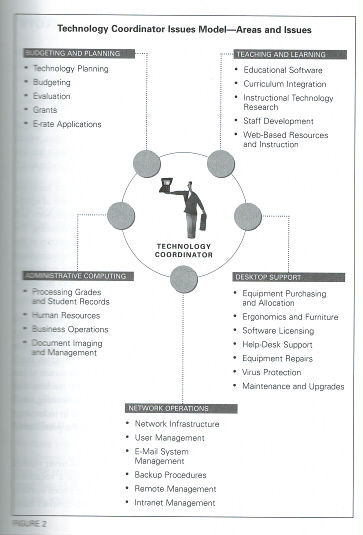 Technology Coordinator Issues Model—Areas and Issues
BUDGETING AND PLANNING
• Technology Planning
• Budgeting
• Evaluation
• Grants
• E-rate Applications
TEACHING AND LEARNING
• Educational Software
• Curriculum Integration
• Instructional Technology
Research
• Staff Development
• Web-Based Resources
and Instruction
TECHNOLOGY
COORDINATOR
ADMINISTRATIVE COMPUTING
• Processing Grades
and Student Records
• Human Resources
• Business Operations
• Document Imaging
and Management
DESKTOP SUPPORT
• Equipment Purchasing
and Allocation
• Ergonomics and Furniture
• Software Licensing
• Help-Desk Support
• Equipment Repairs
• Virus Protection
• Maintenance and Upgrades
NETWORK OPERATIONS
• Network Infrastructure
• User Management
• E-Mail System
Management
• Backup Procedures
• Remote Management
• Intranet Management
FIGURE 2